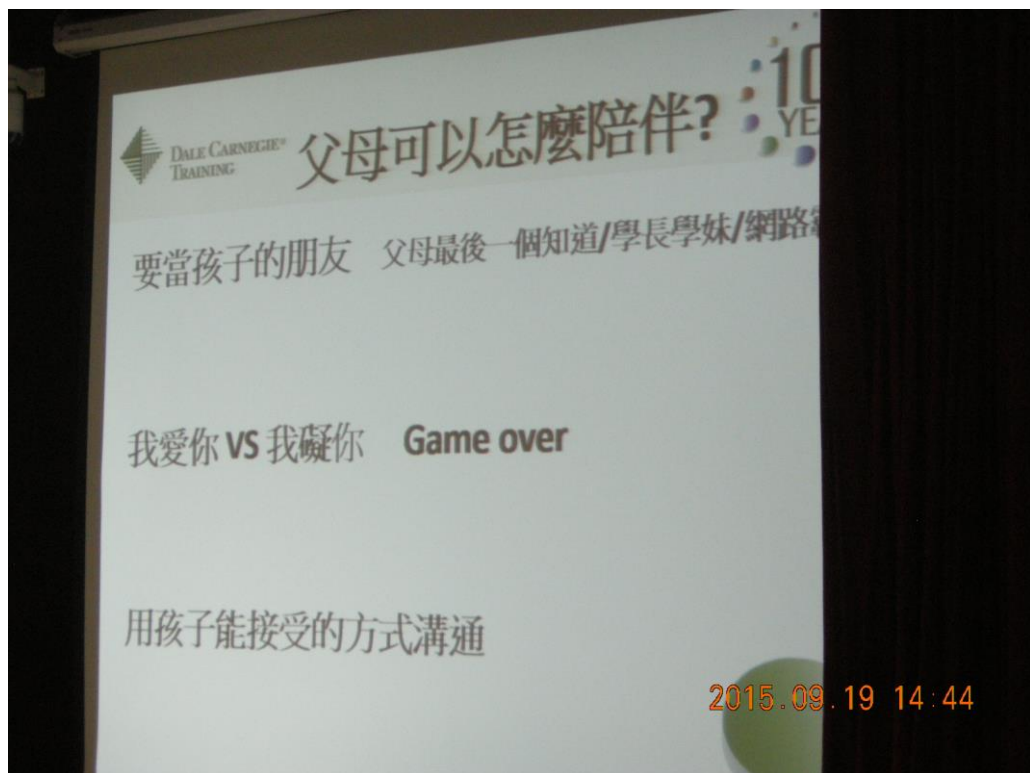 DALE CARNEGIE®
TRAINING
父母可以怎麼陪伴?
10
YE
要當孩子的朋友 父母最後一個知道/學長學妹/網路
我愛你 VS 我礙你 Game over
用孩子能接受的方式溝通
2015.09.19 14:44